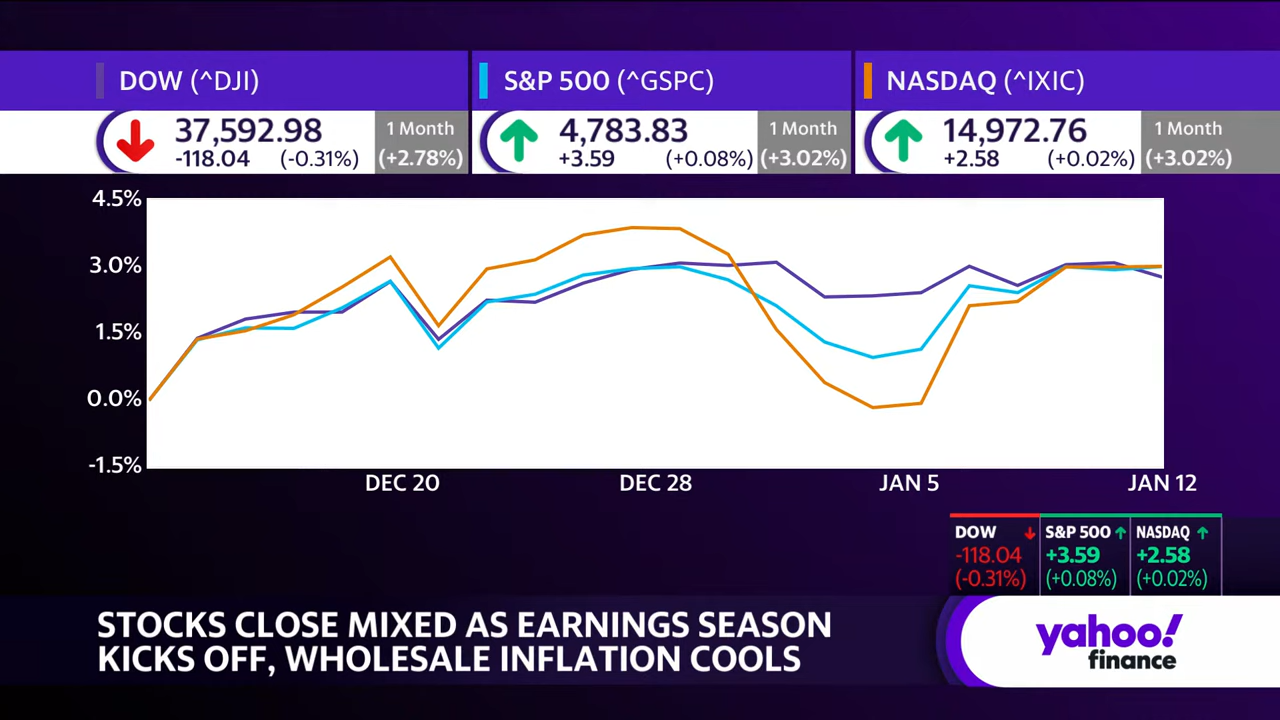 DOW (^DJI)
37,592.98
-118.04 (-0.31%)
1 Month
(+2.78%)
S&P 500 (^GSPC)
4,783.83
+3.59 (+0.08%)
1 Month
(+3.02%)
NASDAQ (^IXIC)
14,972.76
+2.58 (+0.02%)
1 Month
(+3.02%)
4.5%
3.0%
1.5%
0.0%
-1.5%
DEC 20 DEC 28 JAN 5 JAN 12
DOW
-118.04
(-0.31%)
S&P 500
+3.59
(+0.08%)
NASDAQ
+2.58
(+0.02%)
STOCKS CLOSE MIXED AS EARNINGS SEASON
KICKS OFF, WHOLESALE INFLATION COOLS
yahoo!
finance